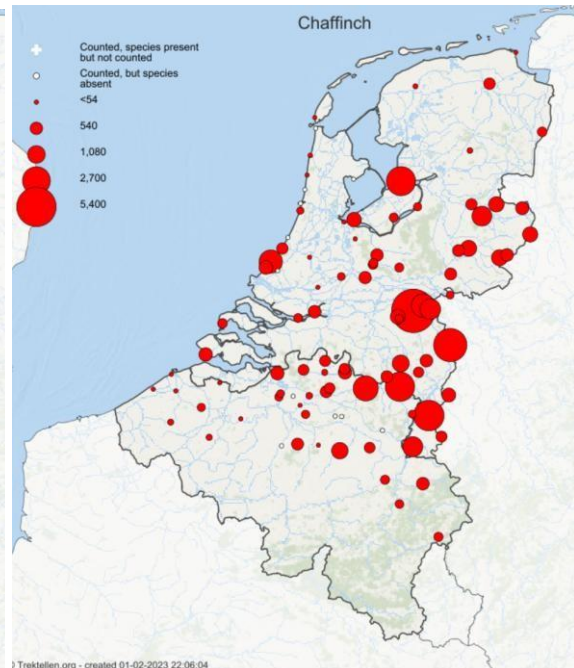 Chaffinch
Counted, species present
but not counted
Counted, but species
absent
<54
540
1,080
2,700
5,400
Trektellen.org - created 01-02-2023 22:06:04